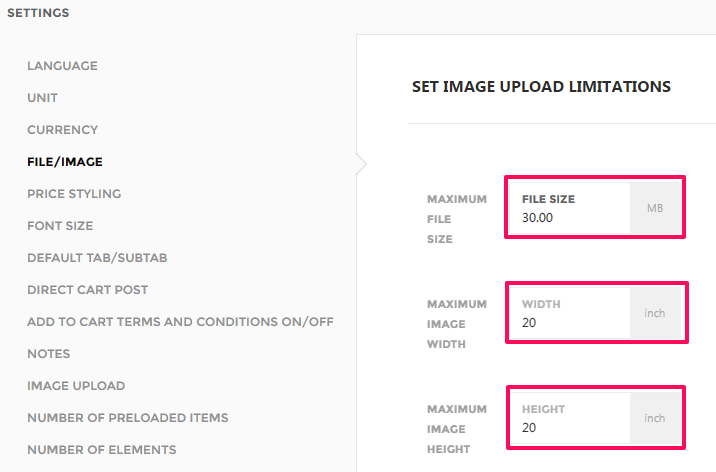 SETTINGS
LANGUAGE
UNIT
CURRENCY
FILE/IMAGE
PRICE STYLING
FONT SIZE
DEFAULT TAB/SUBTAB
DIRECT CART POST
ADD TO CART TERMS AND CONDITIONS ON/OFF
NOTES
IMAGE UPLOAD
NUMBER OF PRELOADED ITEMS
NUMBER OF ELEMENTS
SET IMAGE UPLOAD LIMITATIONS
MAXIMUM
FILE
SIZE
FILE SIZE
30.00
MB
MAXIMUM
IMAGE
WIDTH
WIDTH
20
inch
MAXIMUM
IMAGE
HEIGHT
HEIGHT
20
inch